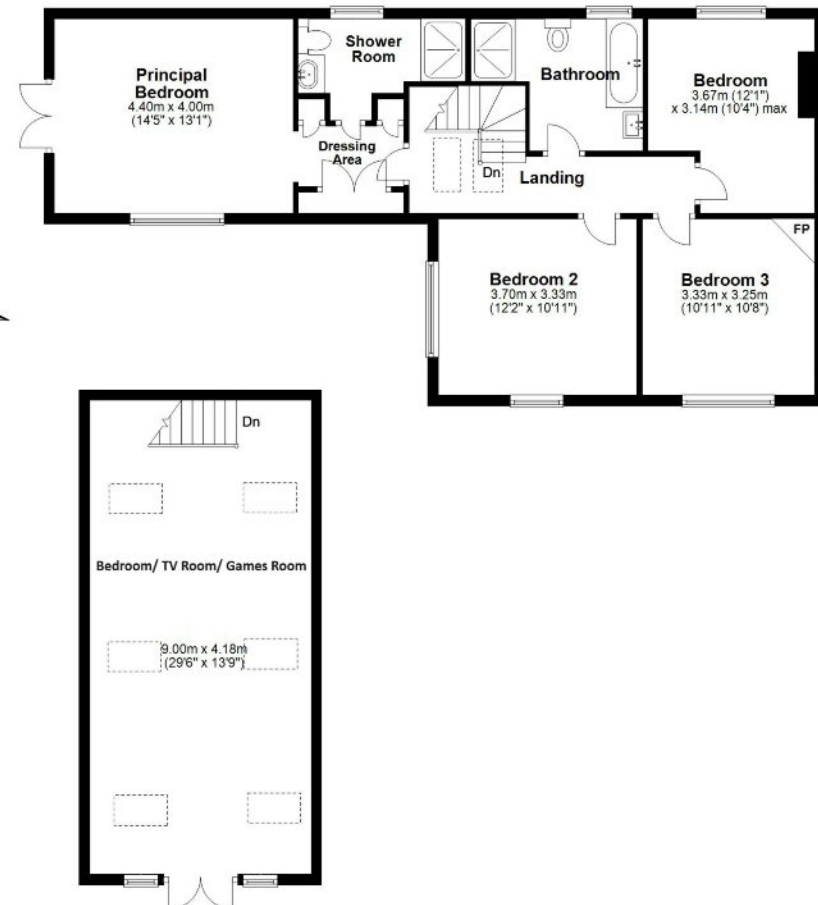 Principal
Bedroom
4.40m x 4.00m
(14'5" x 13'1")
Shower
Room
Bathroom
Bedroom
3.67m (12'1")
x 3.14m (10'4") max
Dressing
Area
Dn
Landing
Bedroom 2
3.70m x 3.33m
(12'2" x 10'11")
Bedroom 3
3.33m x 3.25m
(10'11" x 10'8")
FP
Dn
Bedroom/ TV Room/ Games Room
9.00m x 4.18m
(29'6" x 13'9")